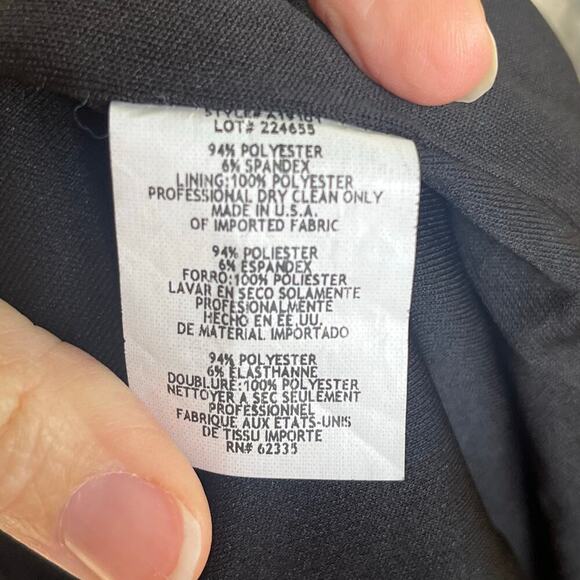 STYLE#
LOT# 224655
94% POLYESTER
6% SPANDEX
LINING:100% POLYESTER
PROFESSIONAL DRY CLEAN ONLY
MADE IN U.S.A.
OF IMPORTED FABRIC
94% POLIESTER
6% ESPANDEX
FORRO:100% POLIESTER
LAVAR EN SECO SOLAMENTE
PROFESIONALMENTE
HECHO EN EE.UU.
DE MATERIAL IMPORTADO
94% POLYESTER
6% ELASTHANNE
DOUBLURE:100% POLYESTER
NETTOYER A SEC SEULEMENT
PROFESSIONNEL
FABRIQUE AUX ETATS-UNIS
DE TISSU IMPORTE
RN# 62335